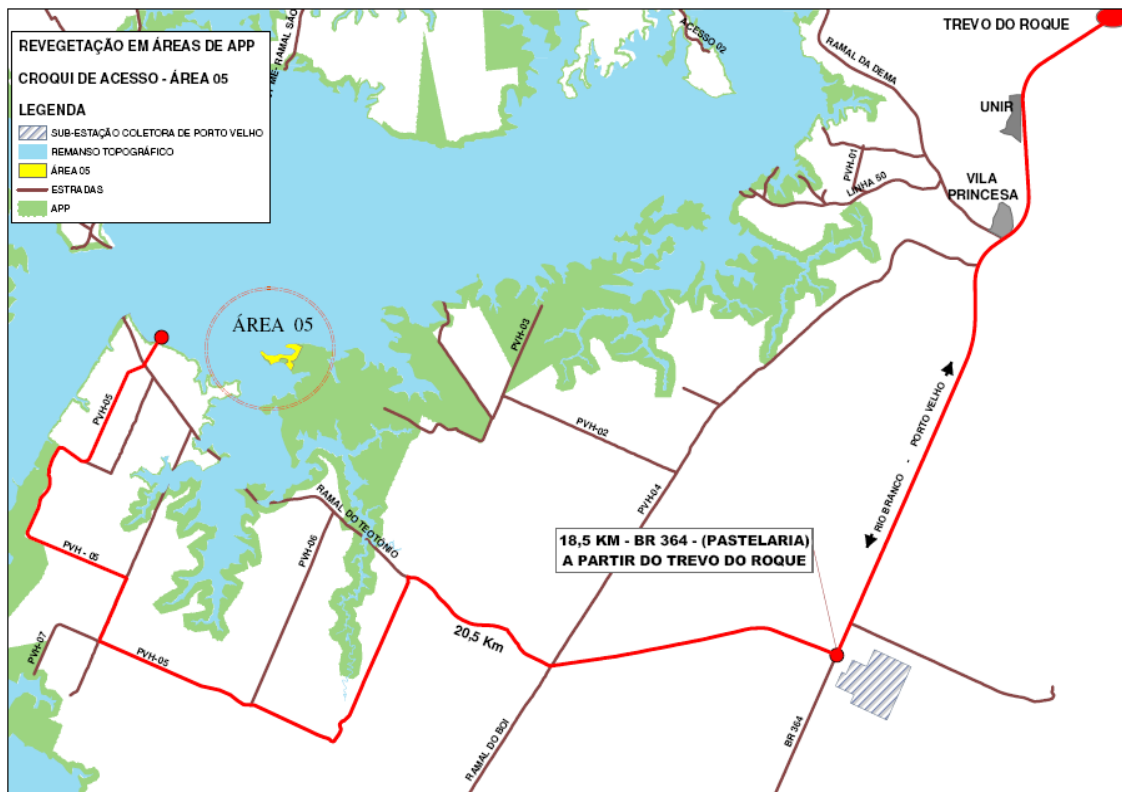 REVEGETAÇÃO EM ÁREAS DE APP
CROQUI DE ACESSO - ÁREA 05
LEGENDA
SUB-ESTAÇÃO COLETORA DE PORTO VELHO
REMANSO TOPOGRÁFICO
ÁREA 05
ESTRADAS
APP
RAMAL SÃO
ACESSO 02
TREVO DO ROQUE
RAMAL DA DEMA
UNIR
PVH-01
LINHA 50
VILA
PRINCESA
ÁREA 05
PVH-03
PVH-05
PVH-02
RIO BRANCO - PORTO VELHO
PVH-04
RAMAL DO TEOTÔNIO
PVH-06
PVH - 05
18,5 KM - BR 364 - (PASTELARIA)
A PARTIR DO TREVO DO ROQUE
20,5 Km
PVH-07
PVH-05
RAMAL DO BOI
BR 364